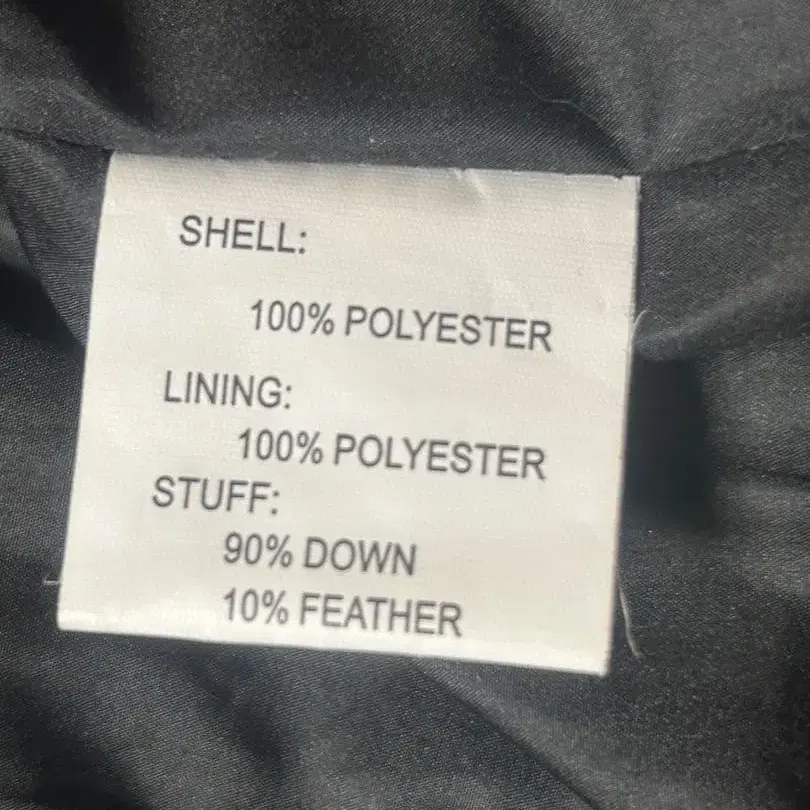 SHELL:
100% POLYESTER
LINING:
100% POLYESTER
STUFF:
90% DOWN
10% FEATHER